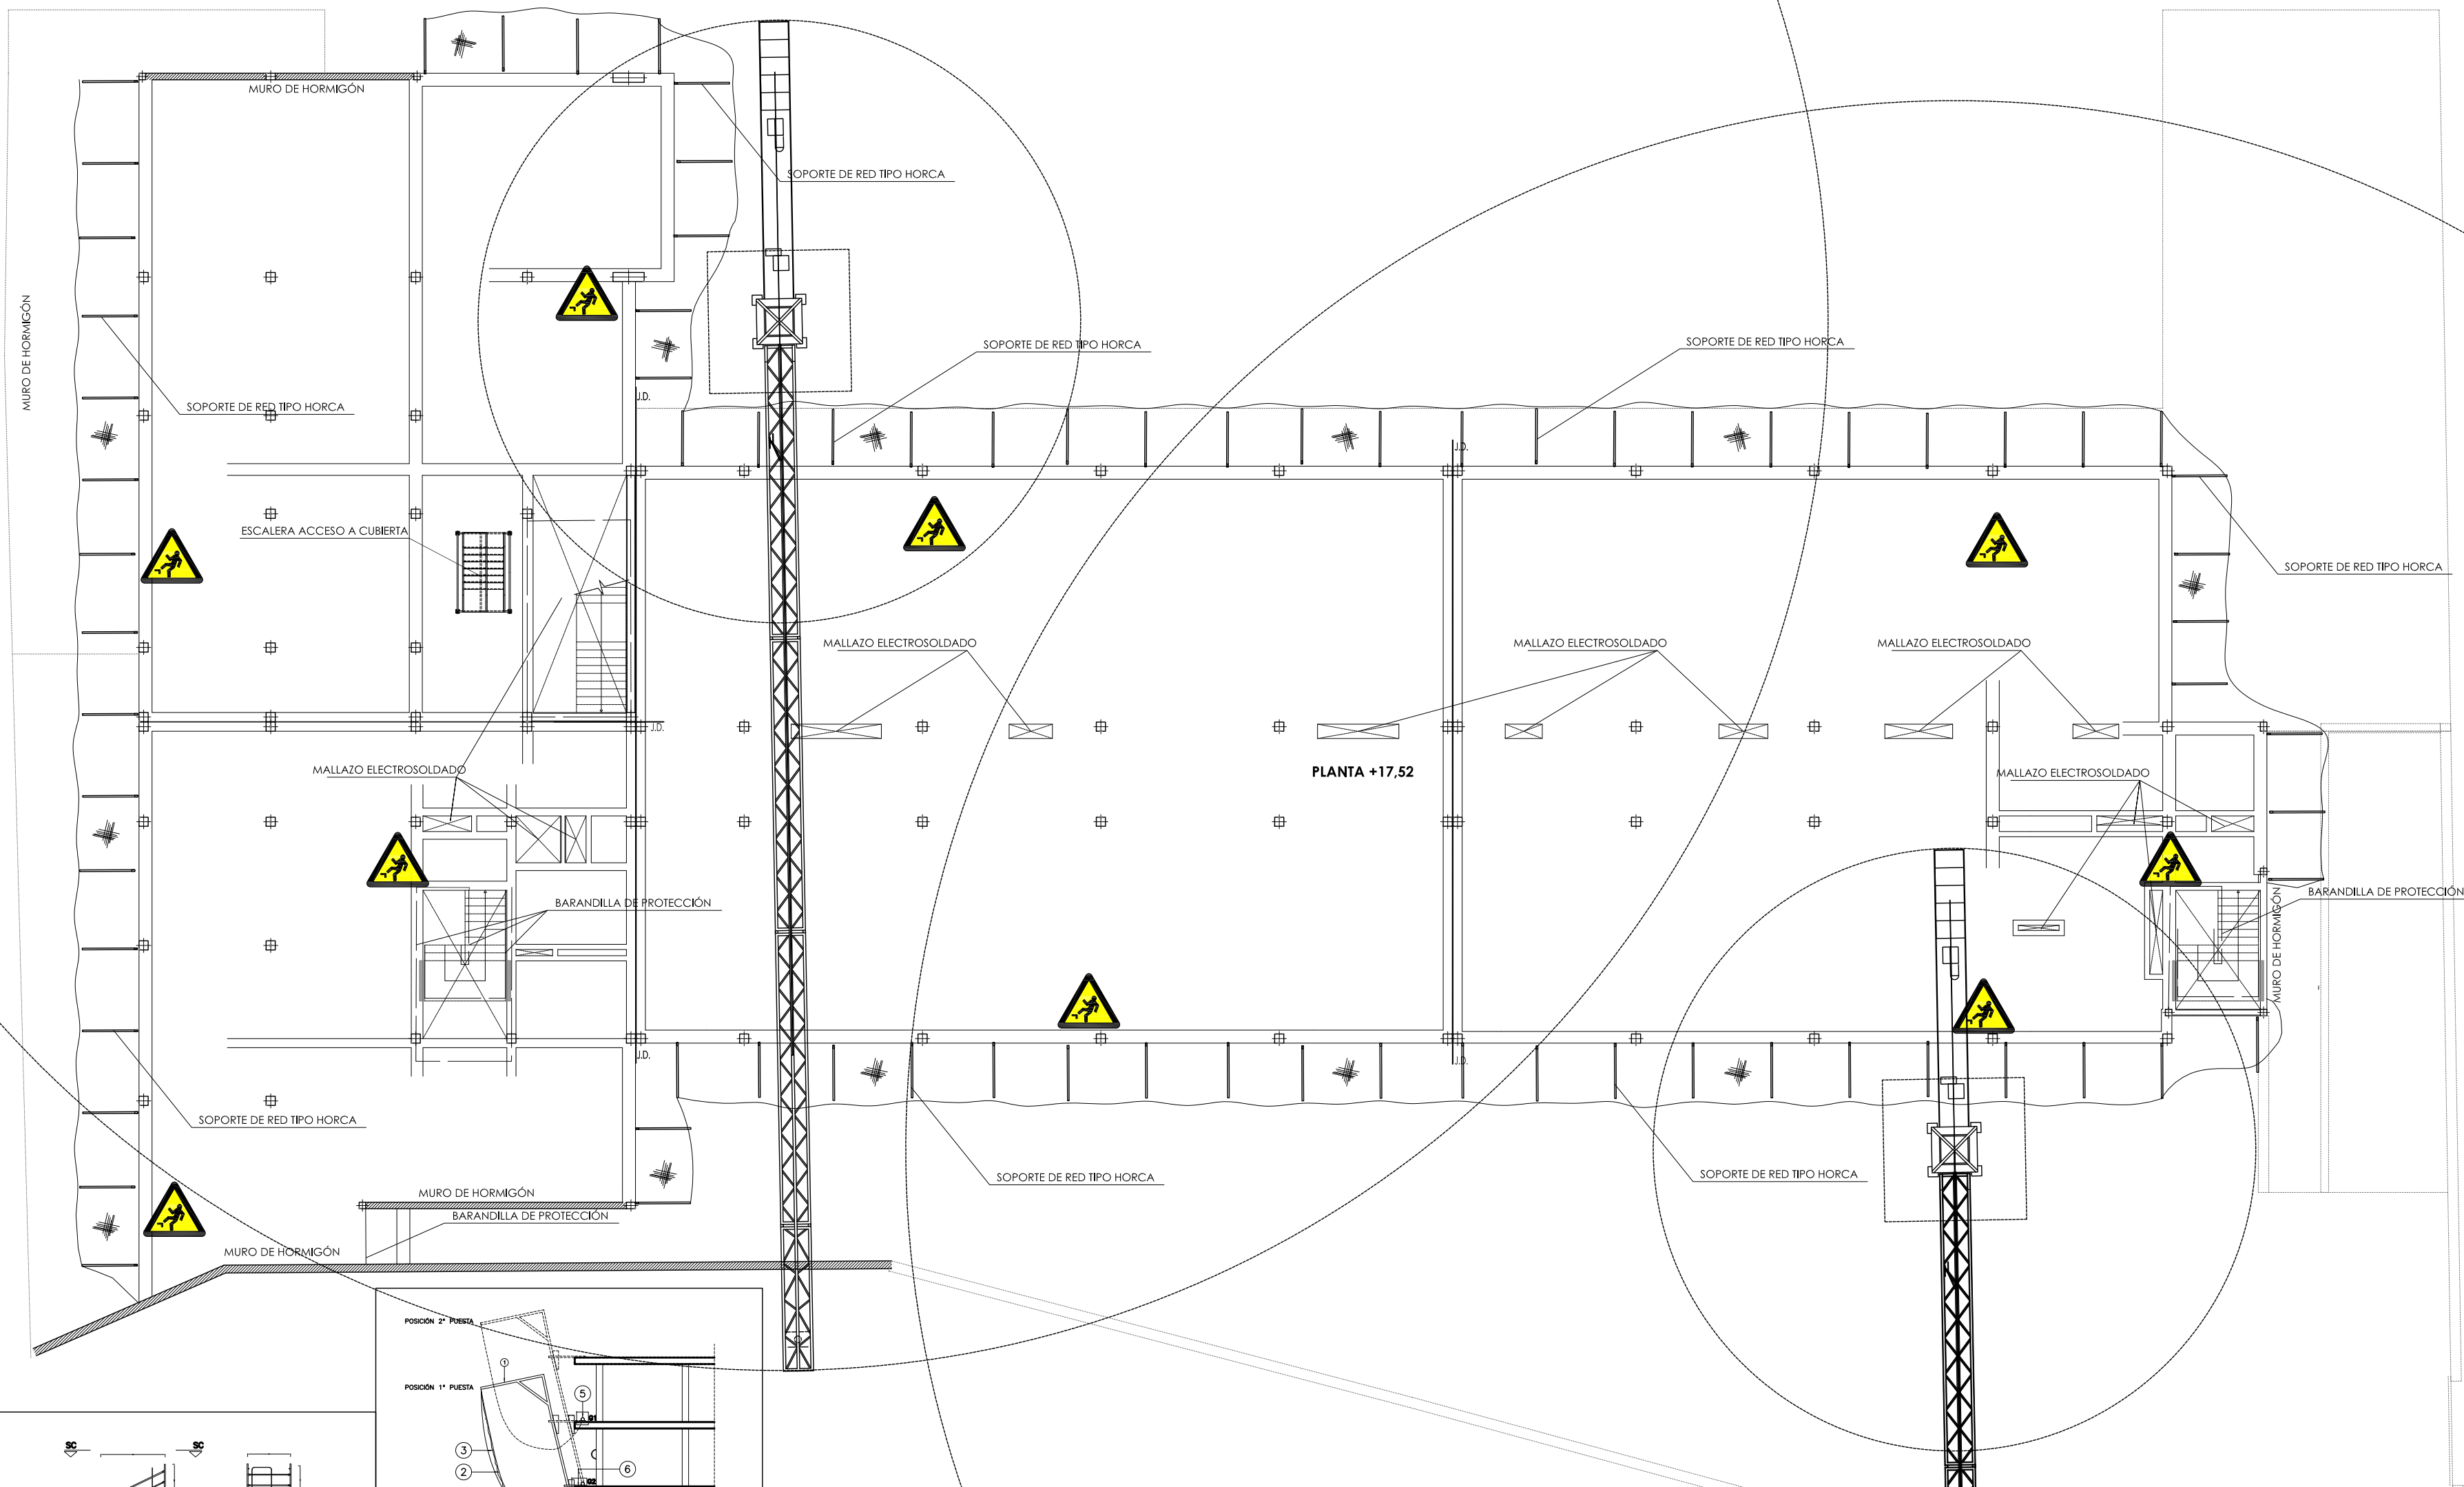 MURO DE HORMIGÓN
SOPORTE DE RED TIPO HORCA
MURO DE HORMIGÓN
SOPORTE DE RED TIPO HORCA
SOPORTE DE RED TIPO HORCA
J.D.
SOPORTE DE RED TIPO HORCA
J.D.
ESCALERA ACCESO A CUBIERTA
SOPORTE DE RED TIPO HORCA
MALLAZO ELECTROSOLDADO
MALLAZO ELECTROSOLDADO
MALLAZO ELECTROSOLDADO
J.D.
MALLAZO ELECTROSOLDADO
PLANTA +17,52
MALLAZO ELECTROSOLDADO
BARANDILLA DE PROTECCIÓN
BARANDILLA DE PROTECCIÓN
MURO DE HORMIGÓN
J.D.
J.D.
SOPORTE DE RED TIPO HORCA
SOPORTE DE RED TIPO HORCA
SOPORTE DE RED TIPO HORCA
MURO DE HORMIGÓN
BARANDILLA DE PROTECCIÓN
MURO DE HORMIGÓN
POSICIÓN 2ª PUESTA
1
POSICIÓN 1ª PUESTA
5
G1
SC
SC
3
2
6
G2